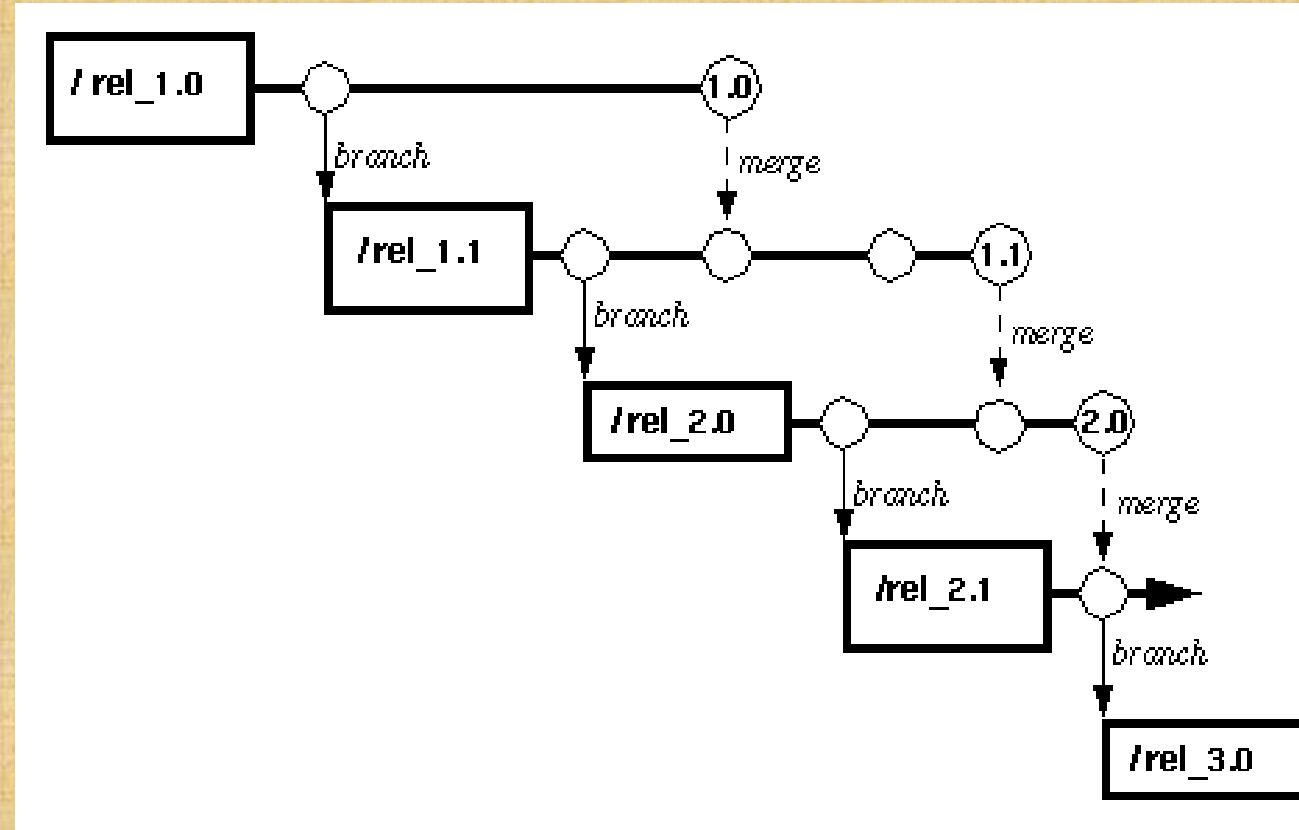 / rel_1.0
1.0
branch
merge
/rel_1.1
1.1
branch
merge
/rel_2.0
2.0
branch
merge
/rel_2.1
branch
/rel_3.0